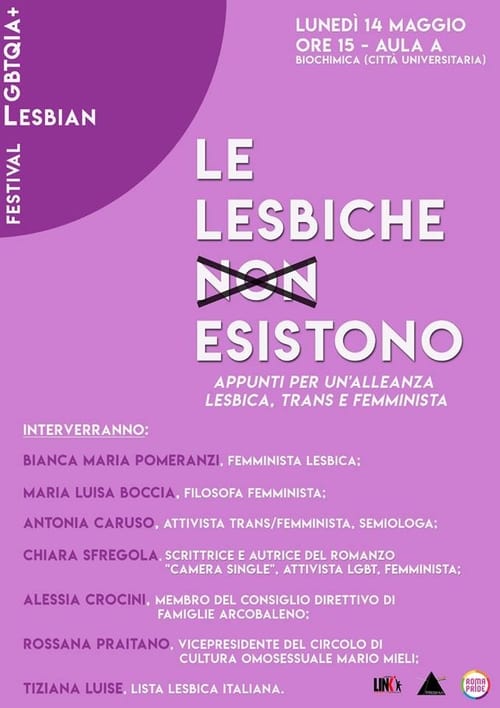 FESTIVAL LGBTQIA+
LESBIAN
LUNEDÌ 14 MAGGIO
ORE 15 - AULA A
BIOCHIMICA (CITTÀ UNIVERSITARIA)
LE
LESBICHE
NON
ESISTONO
APPUNTI PER UN'ALLEANZA
LESBICA, TRANS E FEMMINISTA
INTERVERRANNO:
BIANCA MARIA POMERANZI, FEMMINISTA LESBICA;
MARIA LUISA BOCCIA, FILOSOFA FEMMINISTA;
ANTONIA CARUSO, ATTIVISTA TRANS/FEMMINISTA, SEMIOLOGA;
CHIARA SFREGOLA, SCRITTRICE E AUTRICE DEL ROMANZO
"CAMERA SINGLE", ATTIVISTA LGBT, FEMMINISTA;
ALESSIA CROCINI, MEMBRO DEL CONSIGLIO DIRETTIVO DI
FAMIGLIE ARCOBALENO;
ROSSANA PRAITANO, VICEPRESIDENTE DEL CIRCOLO DI
CULTURA OMOSESSUALE MARIO MIELI;
TIZIANA LUISE, LISTA LESBICA ITALIANA.
LINK
ROMA
PRIDE